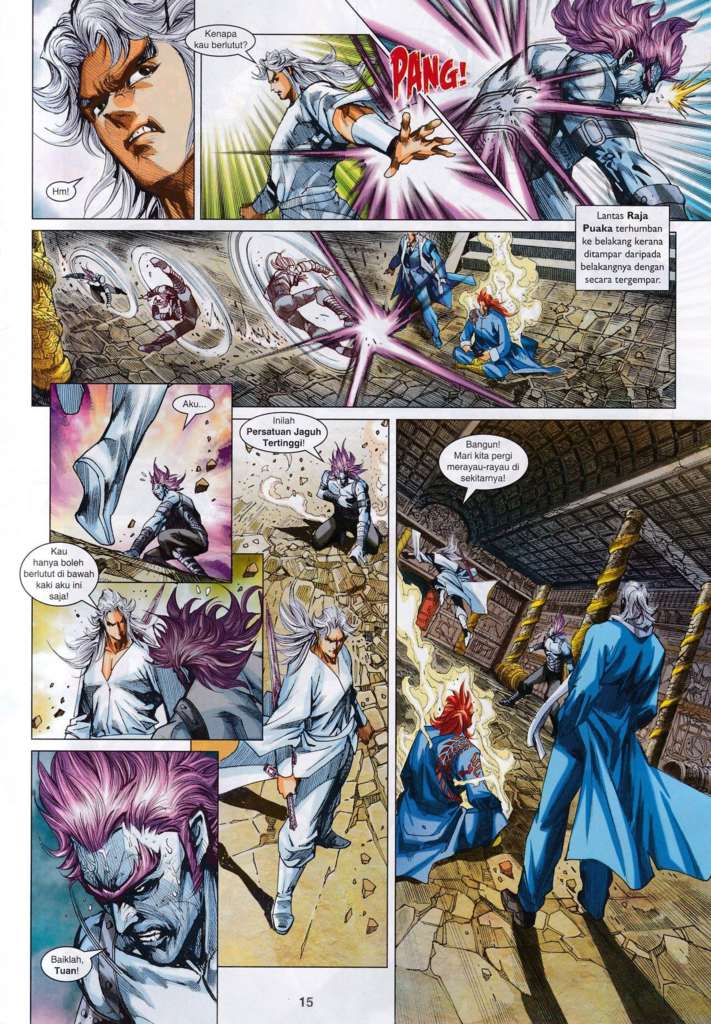 Hm!
Kenapa
kau berlutut?
PANG!
Lantas Raja
Puaka terhumban
ke belakang kerana
ditampar daripada
belakangnya dengan
secara tergempar.
Aku...
Kau
hanya boleh
berlutut di bawah
kaki aku ini
saja!
Baiklah,
Tuan!
Iniiah
Persatuan Jaguh
Tertinggi!
Bangun!
Mari kita pergi
merayau-rayau di
sekitarnya!
15